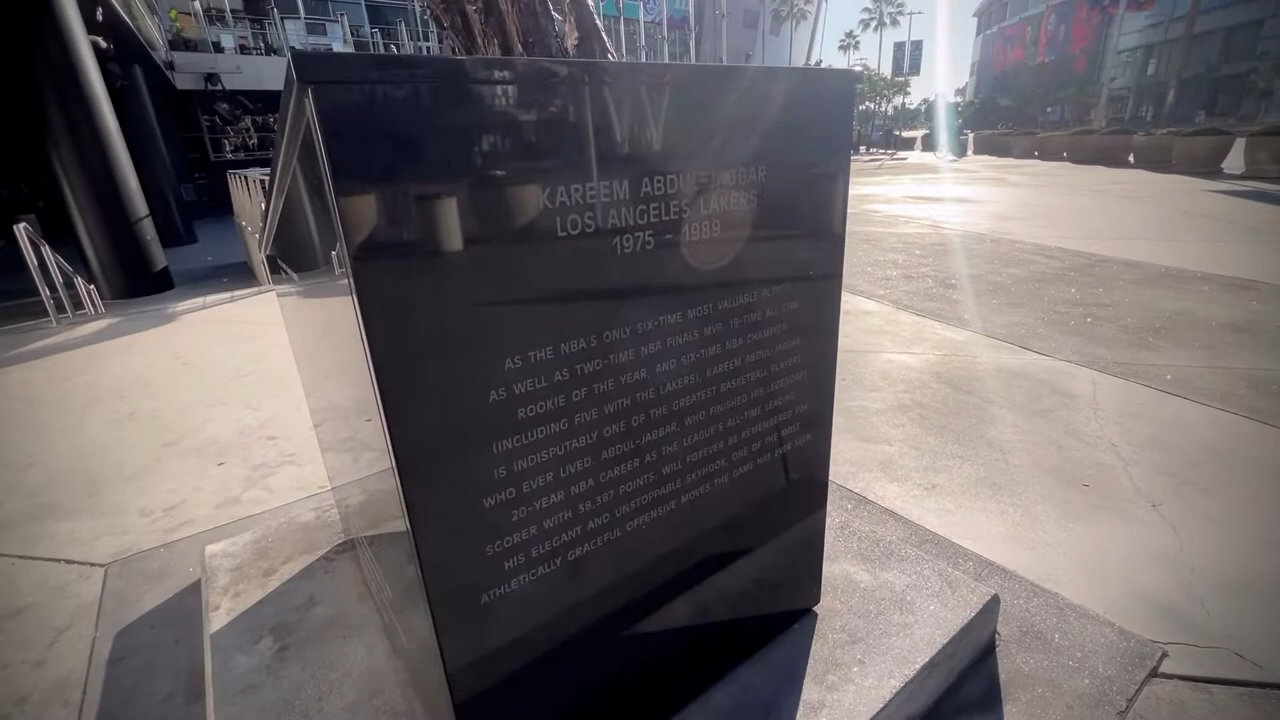 KAREEM ABDUL-JABBAR
LOS ANGELES LAKERS
1975 - 1989
AS THE NBA'S ONLY SIX-TIME MOST VALUABLE PLAYER
AS WELL AS TWO-TIME NBA FINALS MVP, 19-TIME ALL-STAR,
ROOKIE OF THE YEAR, AND SIX-TIME NBA CHAMPION
(INCLUDING FIVE WITH THE LAKERS), KAREEM ABDUL-JABBAR
IS INDISPUTABLY ONE OF THE GREATEST BASKETBALL PLAYERS
WHO EVER LIVED. ABDUL-JABBAR, WHO FINISHED HIS LEGENDARY
20-YEAR NBA CAREER AS THE LEAGUE'S ALL-TIME LEADING
SCORER WITH 38,387 POINTS, WILL FOREVER BE REMEMBERED FOR
HIS ELEGANT AND UNSTOPPABLE SKYHOOK, ONE OF THE MOST
ATHLETICALLY GRACEFUL OFFENSIVE MOVES THE GAME HAS EVER SEEN